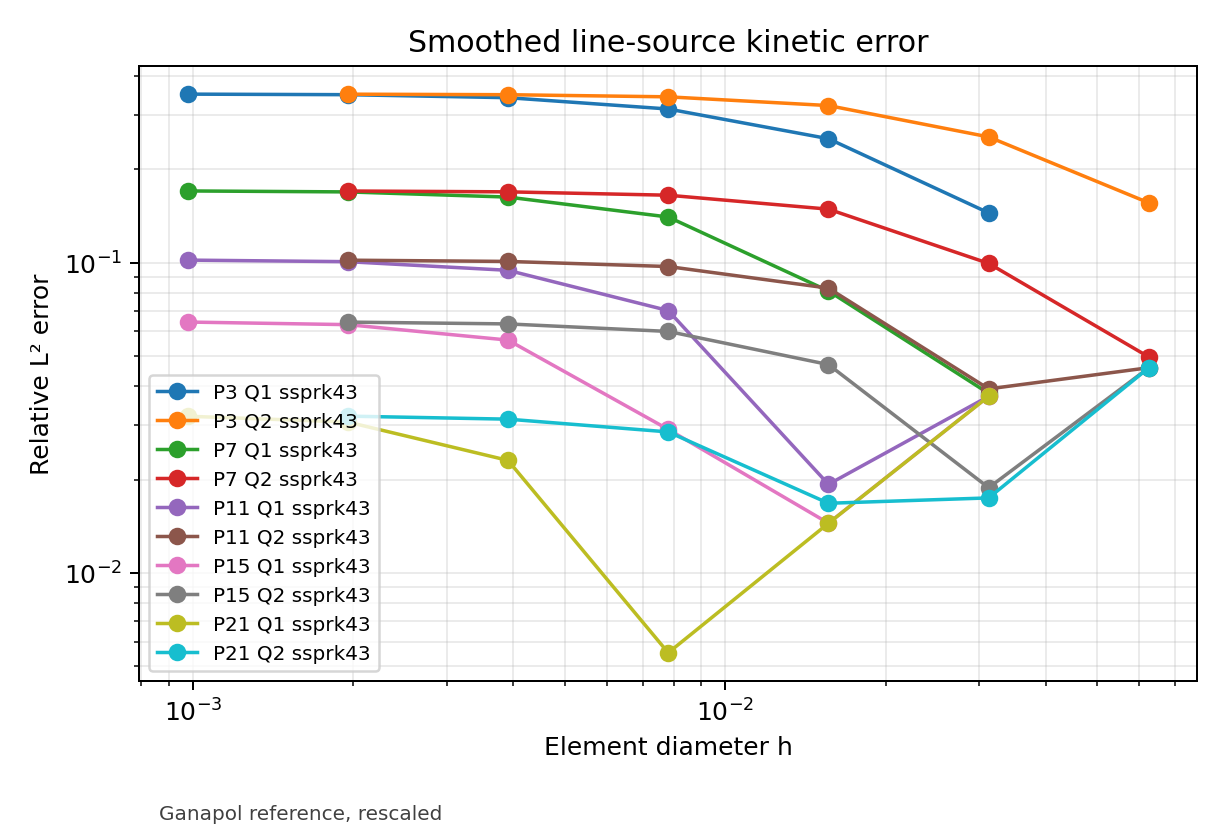 Smoothed line-source kinetic error
Relative L² error
10⁻¹
10⁻²
P3 Q1 ssprk43
P3 Q2 ssprk43
P7 Q1 ssprk43
P7 Q2 ssprk43
P11 Q1 ssprk43
P11 Q2 ssprk43
P15 Q1 ssprk43
P15 Q2 ssprk43
P21 Q1 ssprk43
P21 Q2 ssprk43
10⁻³ 10⁻²
Element diameter h
Ganapol reference, rescaled